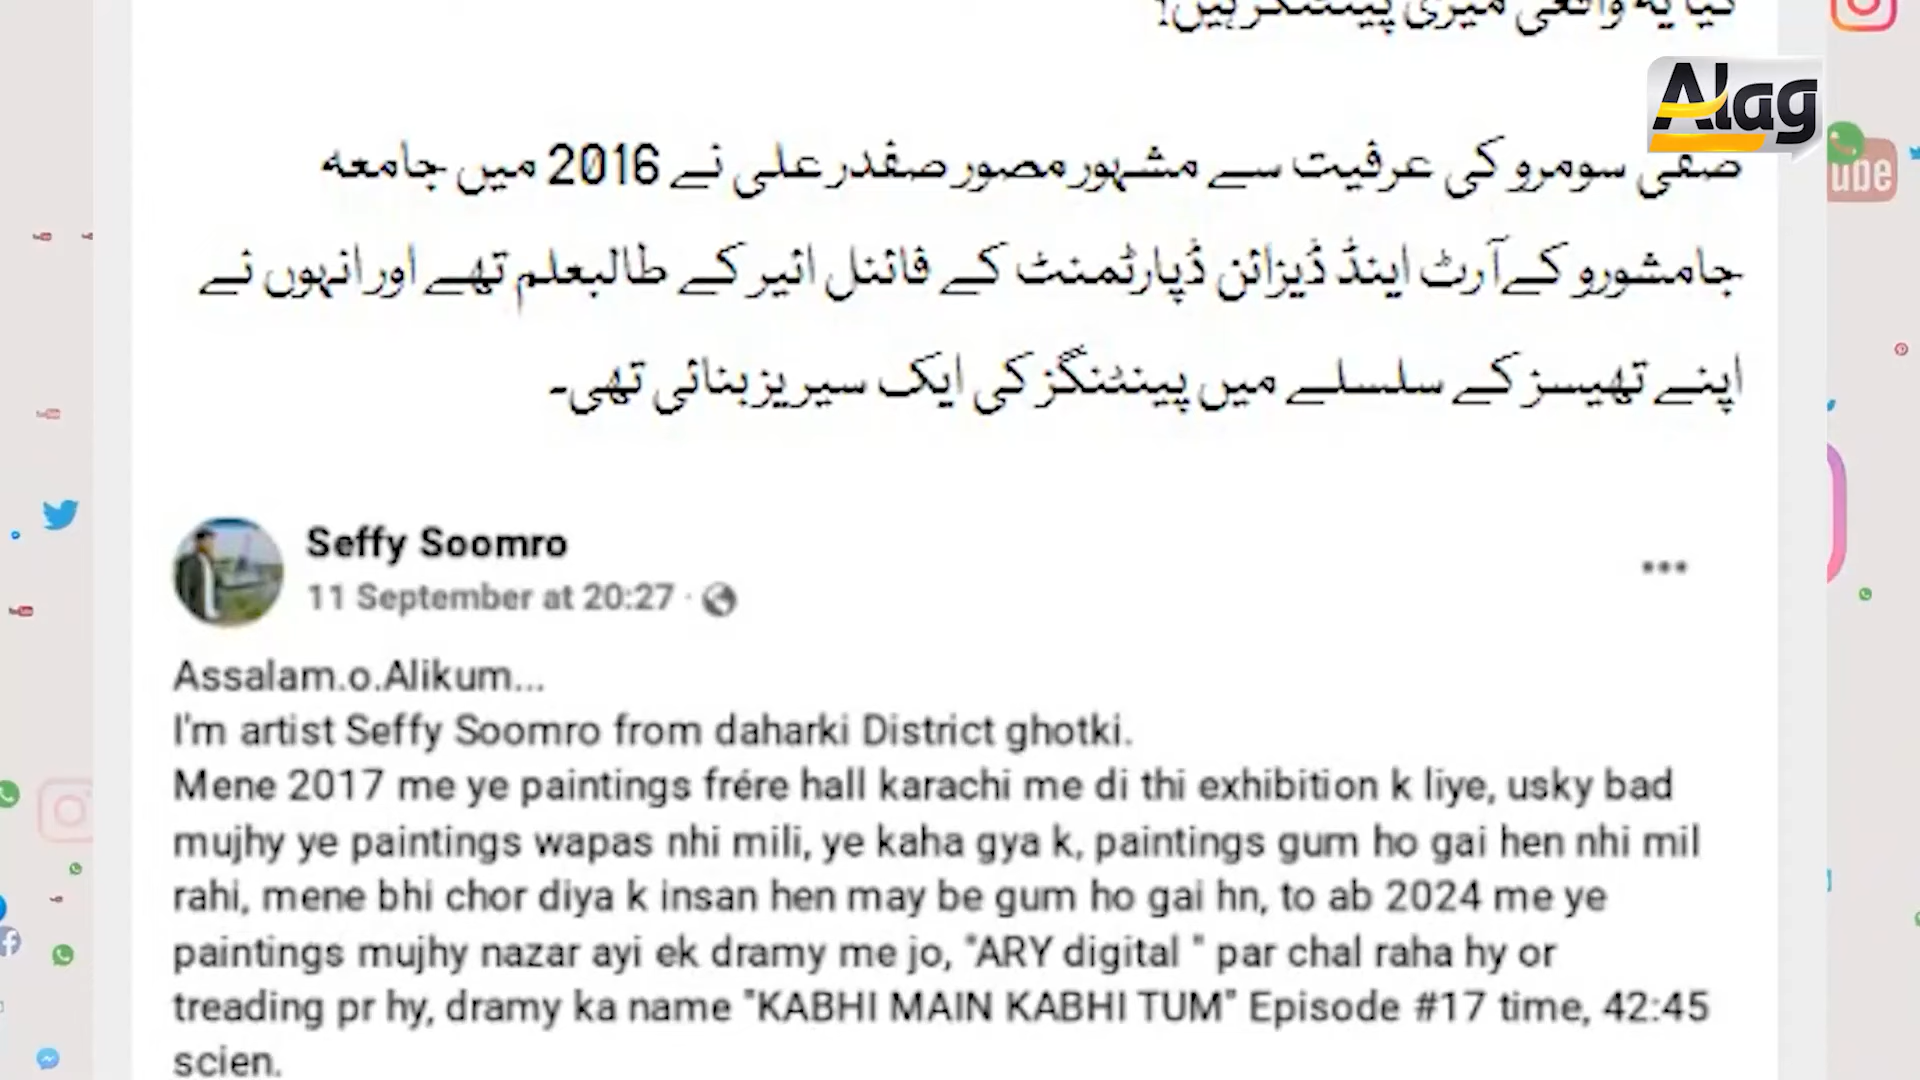 کیا یہ واقعی میری پینٹنگز ہیں؟
Alag
صفی سومرو کی عرفیت سے مشہور مصور صفدر علی نے 2016 میں جامعہ
جامشورو کے آرٹ اینڈ ڈیزائن ڈپارٹمنٹ کے فائنل ائیر کے طالبعلم تھے اور انہوں نے
اپنے تھیسز کے سلسلے میں پینٹنگز کی ایک سیریز بنائی تھی۔
Seffy Soomro
11 September at 20:27
Assalam.o.Alikum...
I'm artist Seffy Soomro from daharki District ghotki.
Mene 2017 me ye paintings frére hall karachi me di thi exhibition k liye, usky bad
mujhy ye paintings wapas nhi mili, ye kaha gya k, paintings gum ho gai hen nhi mil
rahi, mene bhi chor diya k insan hen may be gum ho gai hn, to ab 2024 me ye
paintings mujhy nazar ayi ek dramy me jo, "ARY digital " par chal raha hy or
treading pr hy, dramy ka name "KABHI MAIN KABHI TUM" Episode #17 time, 42:45
scien.
ube